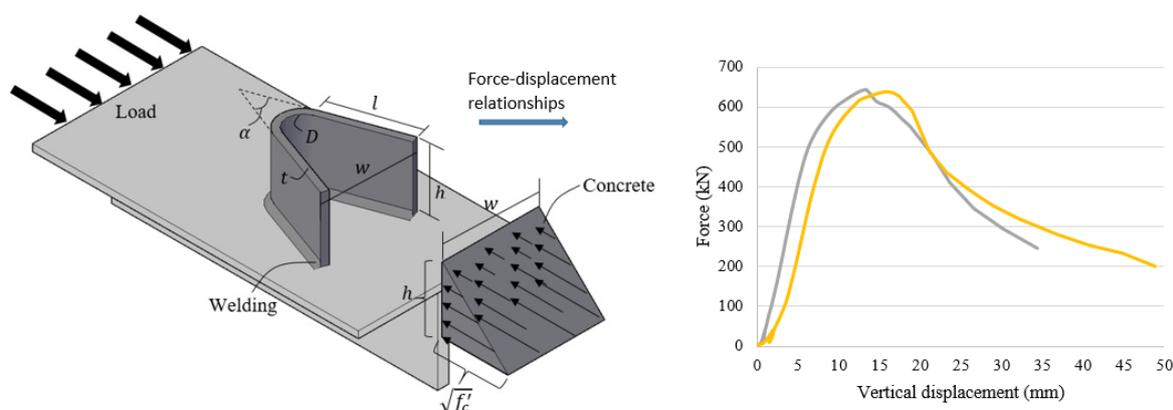 Load
α
D
l
t
w
h
Welding
Force-displacement
relationships
w
Concrete
h
√f′c
Force (kN)
700
600
500
400
300
200
100
0
0 5 10 15 20 25 30 35 40 45 50
Vertical displacement (mm)